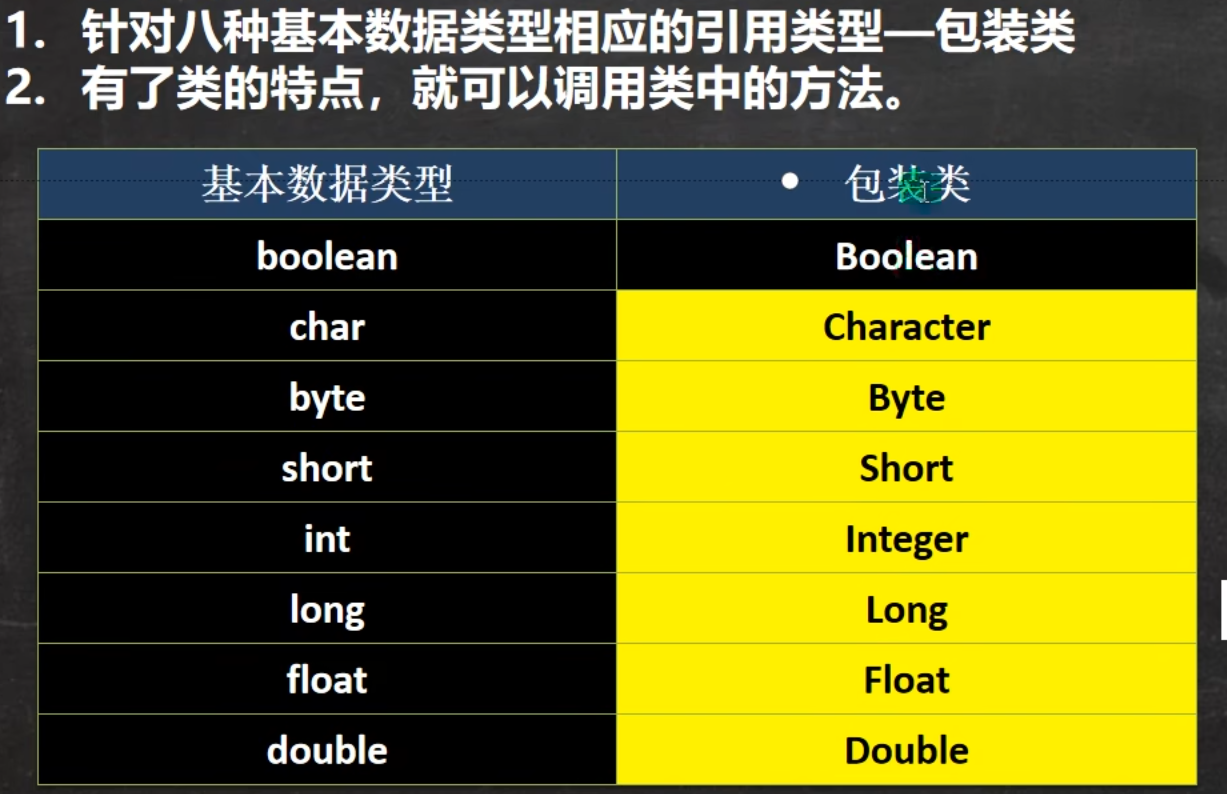 1. 针对八种基本数据类型相应的引用类型—包装类
2. 有了类的特点，就可以调用类中的方法。
基本数据类型 • 包装类
boolean Boolean
char Character
byte Byte
short Short
int Integer
long Long
float Float
double Double